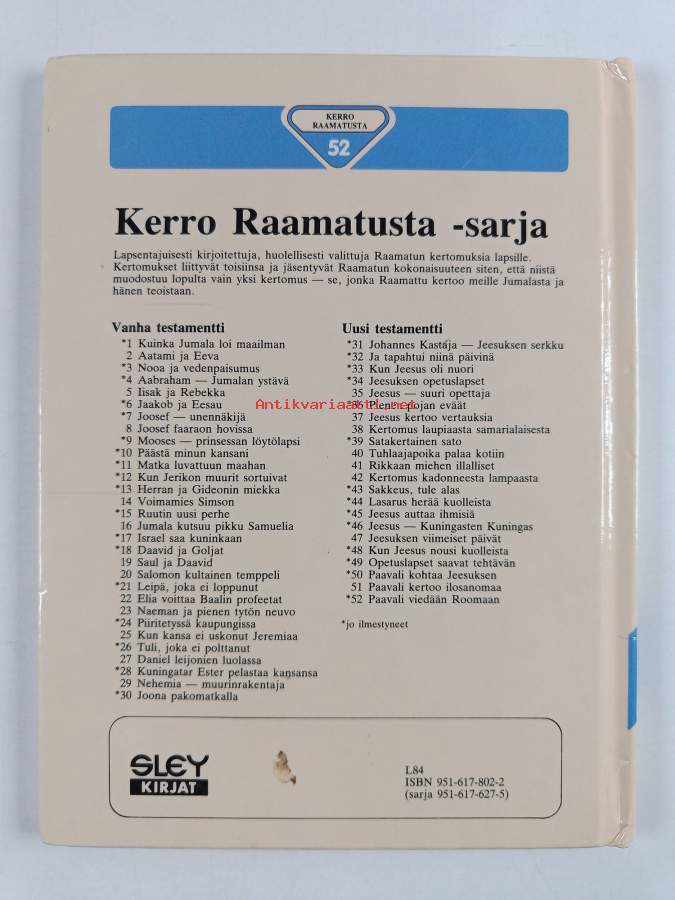 KERRO
RAAMATUSTA
52
Kerro Raamatusta -sarja
Lapsentajuisesti kirjoitettuja, huolellisesti valittuja Raamatun kertomuksia lapsille.
Kertomukset liittyvät toisiinsa ja jäsentyvät Raamatun kokonaisuuteen siten, että niistä
muodostuu lopulta vain yksi kertomus — se, jonka Raamattu kertoo meille Jumalasta ja
hänen teoistaan.
Vanha testamentti
*1 Kuinka Jumala loi maailman
2 Aatami ja Eeva
*3 Nooa ja vedenpaisumus
*4 Aabraham — Jumalan ystävä
5 Iisak ja Rebekka
*6 Jaakob ja Eesau
*7 Joosef — unennäkijä
8 Joosef faaraon hovissa
*9 Mooses — prinsessan löytölapsi
*10 Päästä minun kansani
*11 Matka luvattuun maahan
*12 Kun Jerikon muurit sortuivat
*13 Herran ja Gideonin miekka
14 Voimamies Simson
*15 Ruutin uusi perhe
16 Jumala kutsuu pikku Samuelia
*17 Israel saa kuninkaan
*18 Daavid ja Goljat
19 Saul ja Daavid
20 Salomon kultainen temppeli
*21 Leipä, joka ei loppunut
22 Elia voittaa Baalin profeetat
23 Naeman ja pienen tytön neuvo
*24 Piiritetyssä kaupungissa
25 Kun kansa ei uskonut Jeremiaa
*26 Tuli, joka ei polttanut
27 Daniel leijonien luolassa
*28 Kuningatar Ester pelastaa kansansa
29 Nehemia — muurinrakentaja
*30 Joona pakomatkalla
Uusi testamentti
*31 Johannes Kastaja — Jeesuksen serkku
*32 Ja tapahtui niinä päivinä
*33 Kun Jeesus oli nuori
*34 Jeesuksen opetuslapset
35 Jeesus — suuri opettaja
*36 Pienen pojan eväät
37 Jeesus kertoo vertauksia
38 Kertomus laupiaasta samarialaisesta
*39 Satakertainen sato
40 Tuhlaajapoika palaa kotiin
41 Rikkaan miehen illalliset
42 Kertomus kadonneesta lampaasta
*43 Sakkeus, tule alas
*44 Lasarus herää kuolleista
*45 Jeesus auttaa ihmisiä
*46 Jeesus — Kuningasten Kuningas
47 Jeesuksen viimeiset päivät
*48 Kun Jeesus nousi kuolleista
*49 Opetuslapset saavat tehtävän
*50 Paavali kohtaa Jeesuksen
51 Paavali kertoo ilosanomaa
*52 Paavali viedään Roomaan
*jo ilmestyneet
Antikvariaatti.net
SLEY
KIRJAT
L84
ISBN 951-617-802-2
(sarja 951-617-627-5)